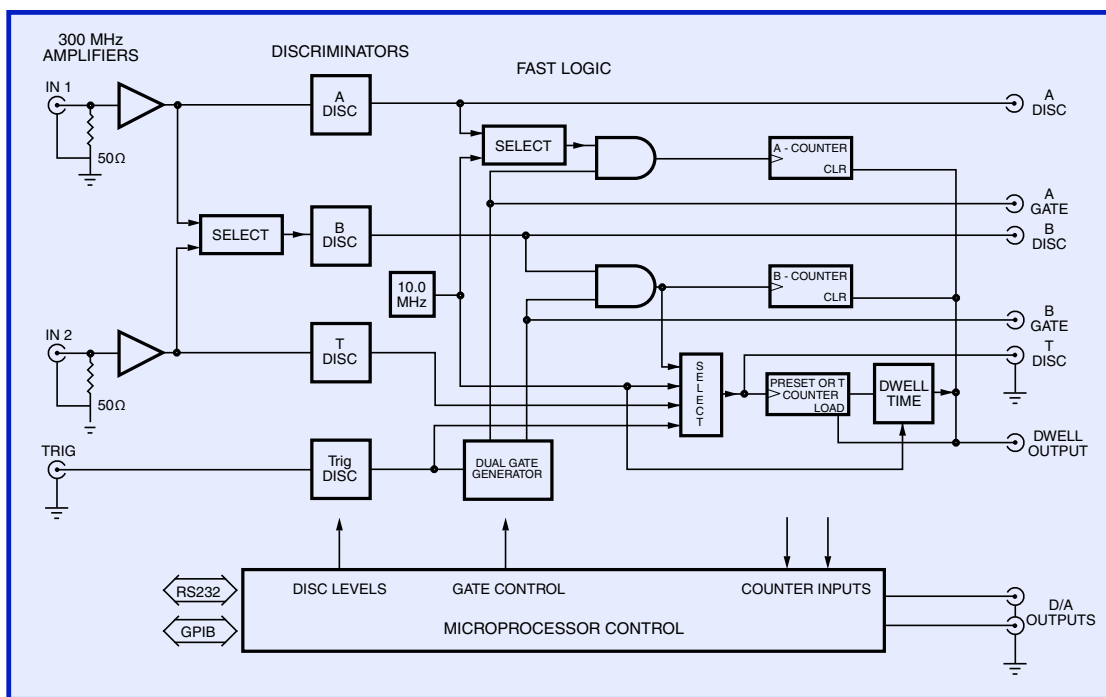 300 MHz
AMPLIFIERS
DISCRIMINATORS
FAST LOGIC
IN 1
50Ω
A
DISC
SELECT
A - COUNTER
CLR
A
DISC
A
GATE
SELECT
B
DISC
B
DISC
10.0
MHz
B - COUNTER
CLR
B
GATE
IN 2
50Ω
T
DISC
SELECT
PRESET OR T
COUNTER
LOAD
DWELL
TIME
T
DISC
TRIG
Trig
DISC
DUAL GATE
GENERATOR
DWELL
OUTPUT
RS232
GPIB
DISC LEVELS
GATE CONTROL
COUNTER INPUTS
MICROPROCESSOR CONTROL
D/A
OUTPUTS